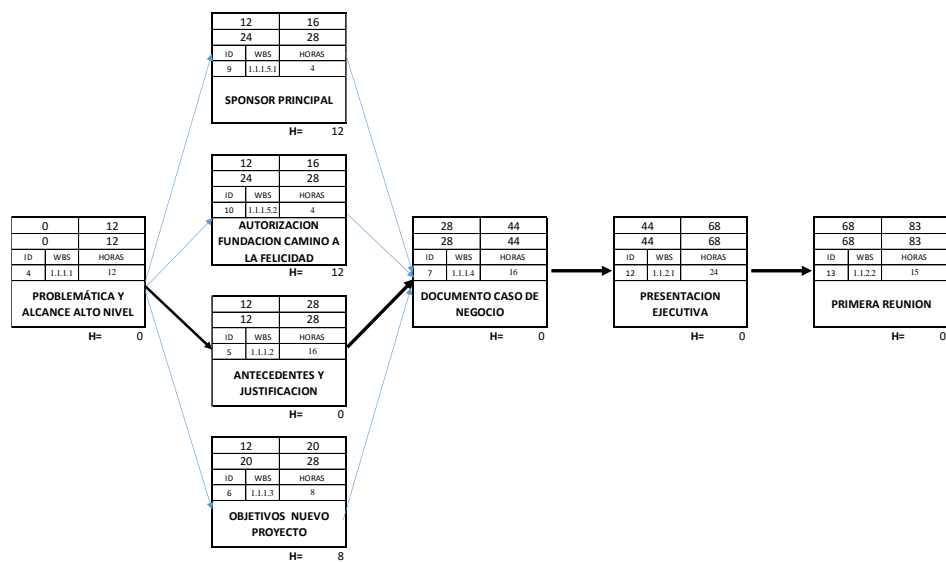 12 16
24 28
ID WBS HORAS
9 1.1.1.5.1 4
SPONSOR PRINCIPAL
H= 12
12 16
24 28
ID WBS HORAS
10 1.1.1.5.2 4
AUTORIZACION
FUNDACION CAMINO A
LA FELICIDAD
H= 12
0 12
0 12
ID WBS HORAS
4 1.1.1.1 12
PROBLEMÁTICA Y
ALCANCE ALTO NIVEL
H= 0
12 28
12 28
ID WBS HORAS
5 1.1.1.2 16
ANTECEDENTES Y
JUSTIFICACION
H= 0
12 20
20 28
ID WBS HORAS
6 1.1.1.3 8
OBJETIVOS NUEVO
PROYECTO
H= 8
28 44
28 44
ID WBS HORAS
7 1.1.1.4 16
DOCUMENTO CASO DE
NEGOCIO
H= 0
44 68
44 68
ID WBS HORAS
12 1.1.2.1 24
PRESENTACION
EJECUTIVA
H= 0
68 83
68 83
ID WBS HORAS
13 1.1.2.2 15
PRIMERA REUNION
H= 0